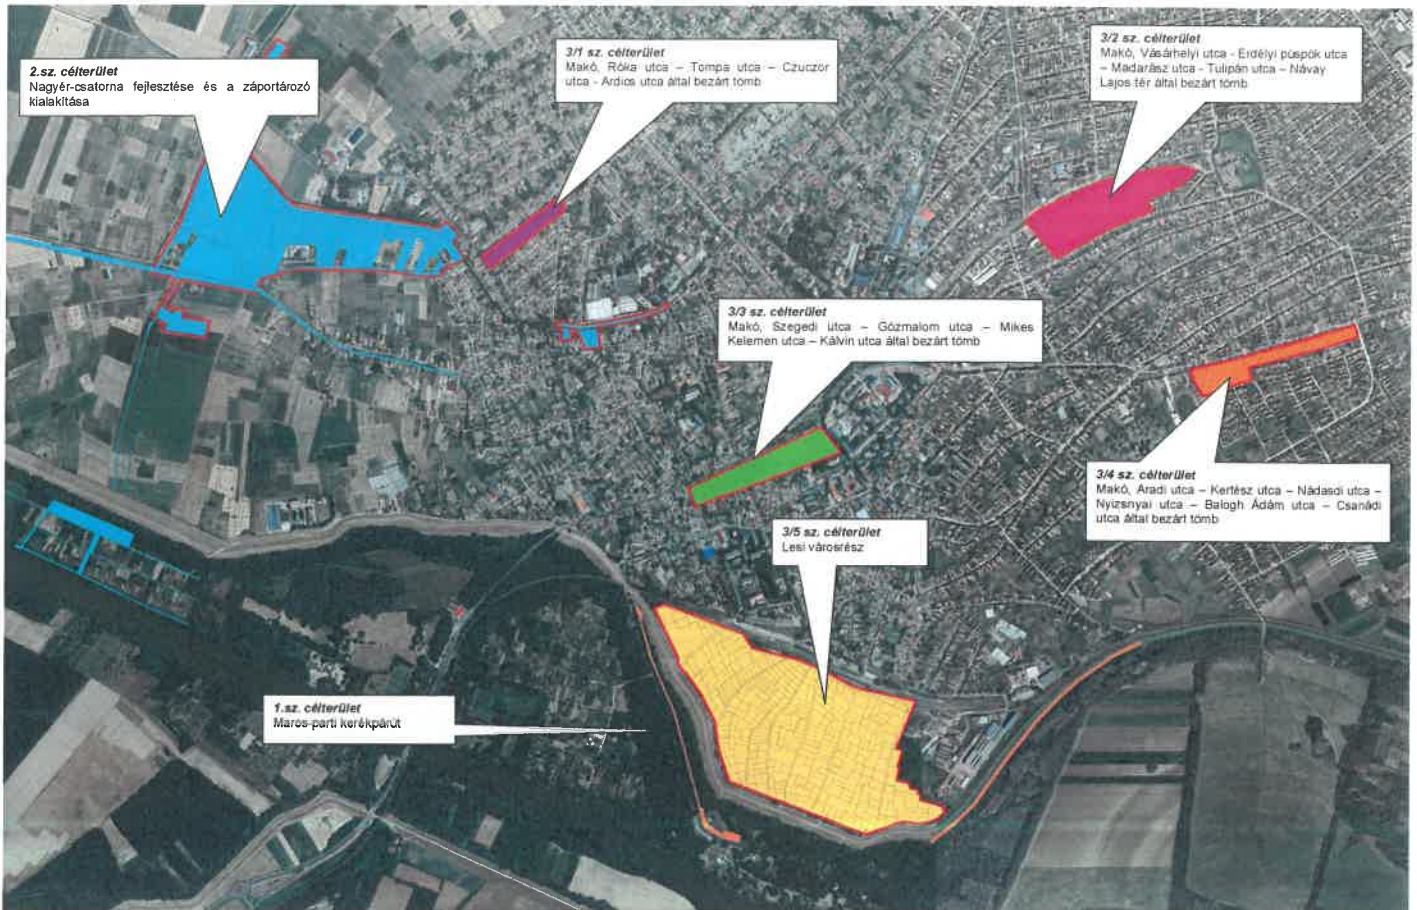 2.sz. célterület
Nagyér-csatorna fejlesztése és a záportározó
kialakítása
3/1 sz. célterület
Makó, Róka utca – Tompa utca – Czuczor
utca - Ardics utca által bezárt tömb
3/2 sz. célterület
Makó, Vásárhelyi utca - Erdélyi püspök utca
– Madarász utca - Tulipán utca – Návay
Lajos tér által bezárt tömb
3/3 sz. célterület
Makó, Szegedi utca – Gőzmalom utca – Mikes
Kelemen utca – Kálvin utca által bezárt tömb
3/4 sz. célterület
Makó, Aradi utca – Kertész utca – Nádasdi utca –
Nyizsnyai utca – Balogh Ádám utca – Csanádi
utca által bezárt tömb
3/5 sz. célterület
Lesi városrész
1.sz. célterület
Maros-parti kerékpárút